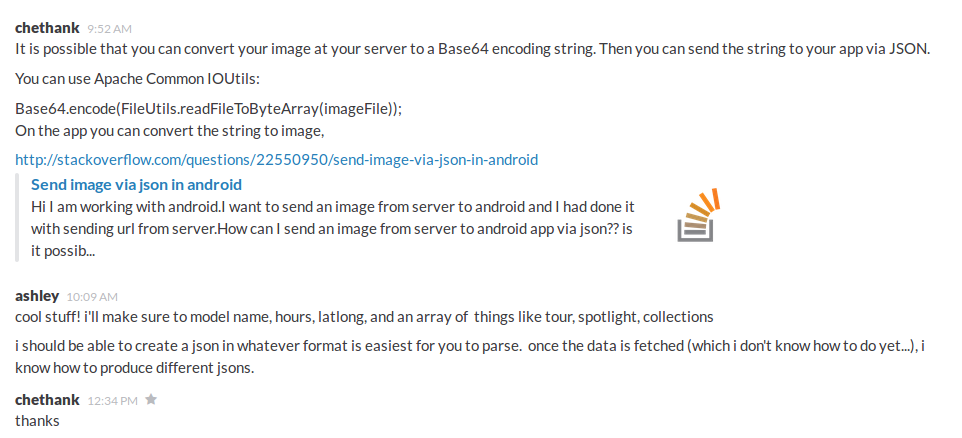 chethank 9:52 AM
It is possible that you can convert your image at your server to a Base64 encoding string. Then you can send the string to your app via JSON.
You can use Apache Common IOUtils:
Base64.encode(FileUtils.readFileToByteArray(imageFile));
On the app you can convert the string to image,
http://stackoverflow.com/questions/22550950/send-image-via-json-in-android
Send image via json in android
Hi I am working with android.I want to send an image from server to android and I had done it
with sending url from server.How can I send an image from server to android app via json?? is
it possib...
ashley 10:09 AM
cool stuff! i'll make sure to model name, hours, latlong, and an array of things like tour, spotlight, collections
i should be able to create a json in whatever format is easiest for you to parse. once the data is fetched (which i don't know how to do yet...), i
know how to produce different jsons.
chethank 12:34 PM
thanks